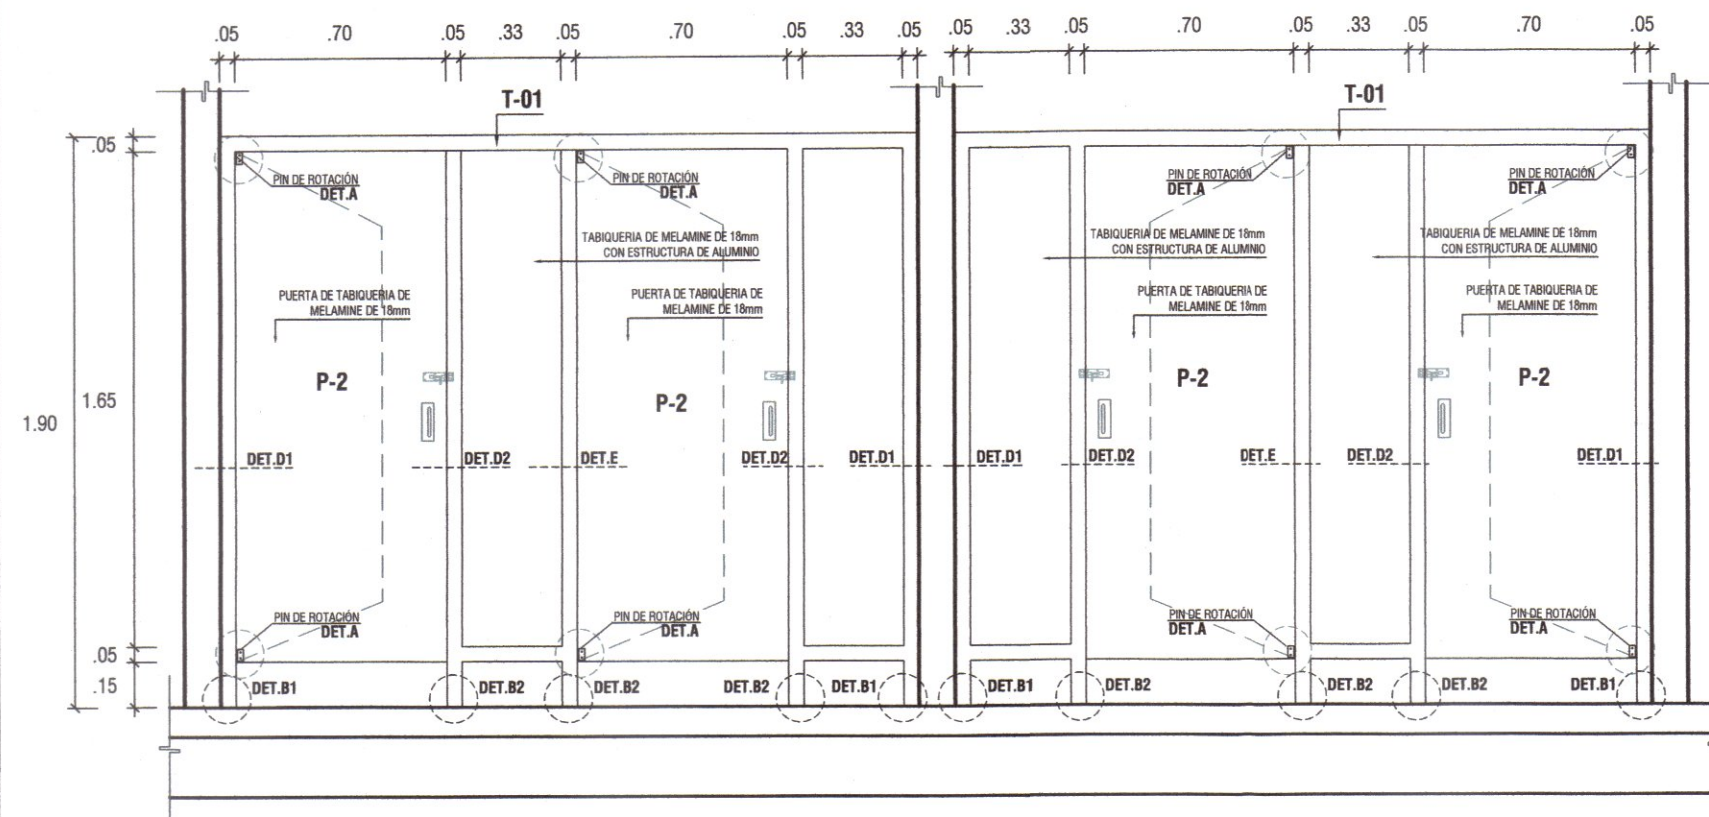 .05 .70 .05 .33 .05 .70 .05 .33 .05 .05 .33 .05 .70 .05 .33 .05 .70 .05
T-01 T-01
.05
PIN DE ROTACIÓN
DET.A
PIN DE ROTACIÓN
DET.A
PIN DE ROTACIÓN
DET.A
PIN DE ROTACIÓN
DET.A
TABIQUERIA DE MELAMINE DE 18mm
CON ESTRUCTURA DE ALUMINIO
TABIQUERIA DE MELAMINE DE 18mm
CON ESTRUCTURA DE ALUMINIO
TABIQUERIA DE MELAMINE DE 18mm
CON ESTRUCTURA DE ALUMINIO
PUERTA DE TABIQUERIA DE
MELAMINE DE 18mm
PUERTA DE TABIQUERIA DE
MELAMINE DE 18mm
PUERTA DE TABIQUERIA DE
MELAMINE DE 18mm
PUERTA DE TABIQUERIA DE
MELAMINE DE 18mm
P-2 P-2 P-2 P-2
1.90 1.65
DET.D1 DET.D2 DET.E DET.D2 DET.D1 DET.D1 DET.D2 DET.E DET.D2 DET.D1
PIN DE ROTACIÓN
DET.A
PIN DE ROTACIÓN
DET.A
PIN DE ROTACIÓN
DET.A
PIN DE ROTACIÓN
DET.A
.05
.15
DET.B1 DET.B2 DET.B2 DET.B2 DET.B1 DET.B1 DET.B2 DET.B2 DET.B2 DET.B1